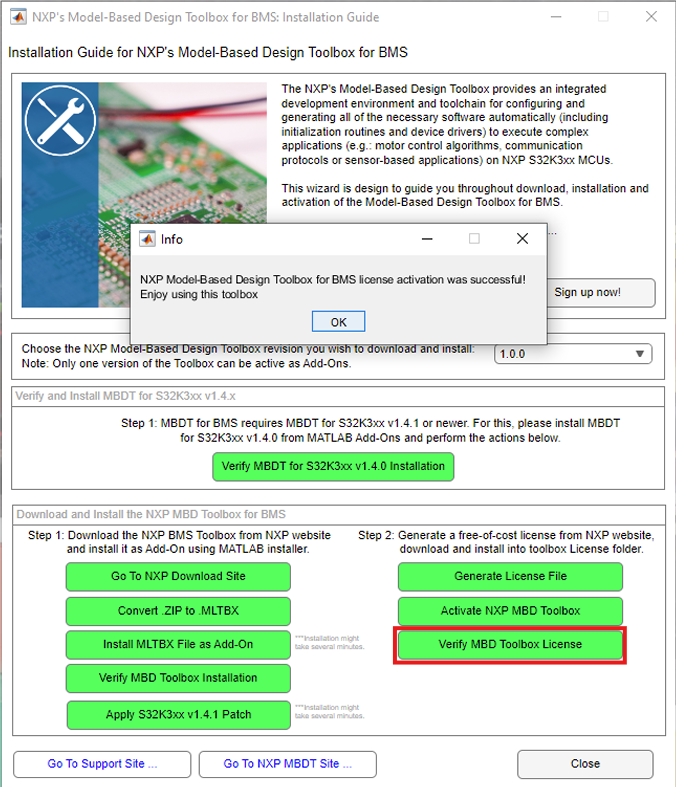 NXP's Model-Based Design Toolbox for BMS: Installation Guide
Installation Guide for NXP's Model-Based Design Toolbox for BMS
The NXP's Model-Based Design Toolbox provides an integrated
development environment and toolchain for configuring and
generating all of the necessary software automatically (including
initialization routines and device drivers) to execute complex
applications (e.g.: motor control algorithms, communication
protocols or sensor-based applications) on NXP S32K3xx MCUs.
This wizard is design to guide you throughout download, installation and
activation of the Model-Based Design Toolbox for BMS.
...
Info
NXP Model-Based Design Toolbox for BMS license activation was successful!
Enjoy using this toolbox
OK
Sign up now!
Choose the NXP Model-Based Design Toolbox revision you wish to download and install:
Note: Only one version of the Toolbox can be active as Add-Ons.
1.0.0
Verify and Install MBDT for S32K3xx v1.4.x
Step 1: MBDT for BMS requires MBDT for S32K3xx v1.4.1 or newer. For this, please install MBDT
for S32K3xx v1.4.0 from MATLAB Add-Ons and perform the actions below.
Verify MBDT for S32K3xx v1.4.0 Installation
Download and Install the NXP MBD Toolbox for BMS
Step 1: Download the NXP BMS Toolbox from NXP website
and install it as Add-On using MATLAB installer.
Go To NXP Download Site
Convert .ZIP to .MLTBX
Install MLTBX File as Add-On
***Installation might
take several minutes.
Verify MBD Toolbox Installation
Apply S32K3xx v1.4.1 Patch
***Installation might
take several minutes.
Step 2: Generate a free-of-cost license from NXP website,
download and install into toolbox License folder.
Generate License File
Activate NXP MBD Toolbox
Verify MBD Toolbox License
Go To Support Site ...
Go To NXP MBDT Site ...
Close